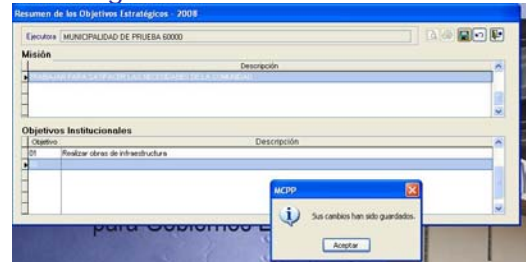 Resumen de los Objetivos Estratégicos - 2008
Ejecutora MUNICIPALIDAD DE PRUEBA 60000
Misión
Descripción
TRABAJAR PARA SATISFACER LAS NECESIDADES DE LA COMUNIDAD
Objetivos Institucionales
Objetivo Descripción
01 Realizar obras de infraestructura
MCPP
Sus cambios han sido guardados.
Aceptar
para Gobiernos